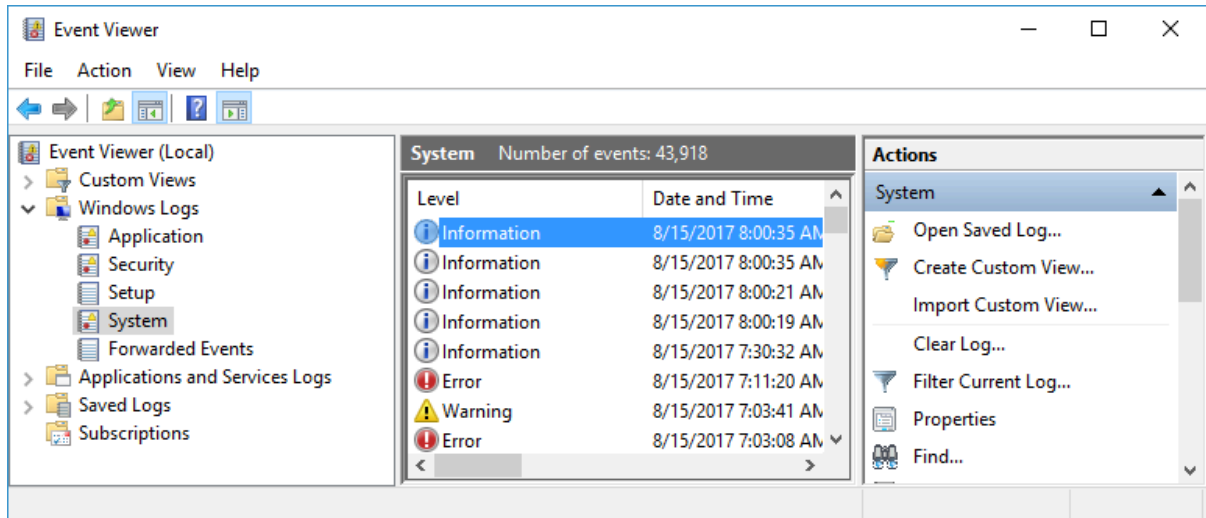 Event Viewer
File Action View Help
Event Viewer (Local)
Custom Views
Windows Logs
Application
Security
Setup
System
Forwarded Events
Applications and Services Logs
Saved Logs
Subscriptions
System Number of events: 43,918
Level Date and Time
Information 8/15/2017 8:00:35 AM
Information 8/15/2017 8:00:35 AM
Information 8/15/2017 8:00:21 AM
Information 8/15/2017 8:00:19 AM
Information 8/15/2017 7:30:32 AM
Error 8/15/2017 7:11:20 AM
Warning 8/15/2017 7:03:41 AM
Error 8/15/2017 7:03:08 AM
Actions
System
Open Saved Log...
Create Custom View...
Import Custom View...
Clear Log...
Filter Current Log...
Properties
Find...